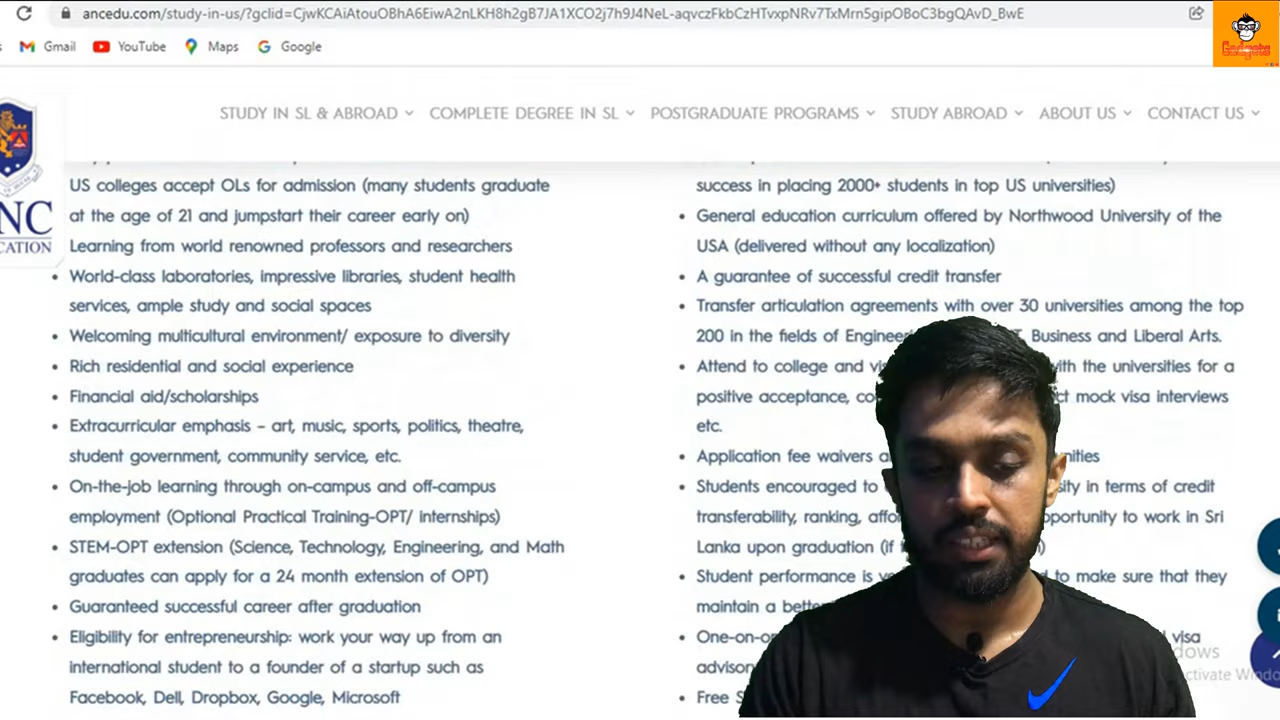 ancedu.com/study-in-us/?gclid=CjwKCAiAtouOBhA6EiwA2nLKH8h2gB7JA1XCO2j7h9J4NeL-aqvczFkbCzHTvxpNRv7TxMrn5gipOBoC3bgQAvD_BwE
Gmail YouTube Maps Google
Gadgets
STUDY IN SL & ABROAD COMPLETE DEGREE IN SL POSTGRADUATE PROGRAMS STUDY ABROAD ABOUT US CONTACT US
US colleges accept OLs for admission (many students graduate
at the age of 21 and jumpstart their career early on)
Learning from world renowned professors and researchers
World-class laboratories, impressive libraries, student health
services, ample study and social spaces
Welcoming multicultural environment/ exposure to diversity
Rich residential and social experience
Financial aid/scholarships
Extracurricular emphasis – art, music, sports, politics, theatre,
student government, community service, etc.
On-the-job learning through on-campus and off-campus
employment (Optional Practical Training-OPT/ internships)
STEM-OPT extension (Science, Technology, Engineering, and Math
graduates can apply for a 24 month extension of OPT)
Guaranteed successful career after graduation
Eligibility for entrepreneurship: work your way up from an
international student to a founder of a startup such as
Facebook, Dell, Dropbox, Google, Microsoft
success in placing 2000+ students in top US universities)
General education curriculum offered by Northwood University of the
USA (delivered without any localization)
A guarantee of successful credit transfer
Transfer articulation agreements with over 30 universities among the top
200 in the fields of Business and Liberal Arts.
Attend to college and with the universities for a
positive acceptance, mock visa interviews
etc.
Application fee waivers
Students encouraged to in terms of credit
transferability, ranking, to work in Sri
Lanka upon graduation (if
Student performance is to make sure that they
maintain a
visa
Free